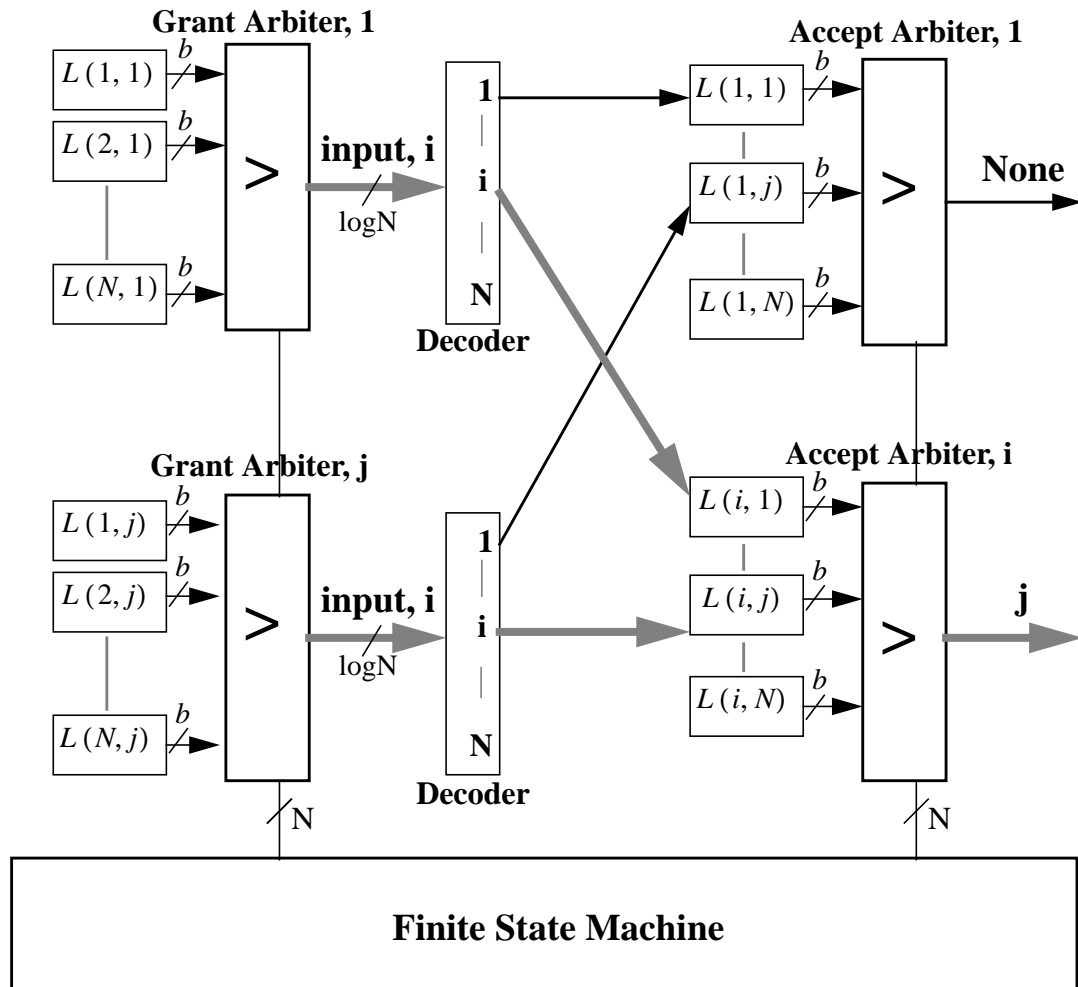 Grant Arbiter, 1
L (1, 1)
b
L (2, 1)
b
L (N, 1)
b
>
input, i
logN
1
i
N
Decoder
Accept Arbiter, 1
L (1, 1)
b
L (1, j)
b
L (1, N)
b
>
None
Grant Arbiter, j
L (1, j)
b
L (2, j)
b
L (N, j)
b
>
input, i
logN
1
i
N
Decoder
Accept Arbiter, i
L (i, 1)
b
L (i, j)
b
L (i, N)
b
>
j
N
N
Finite State Machine